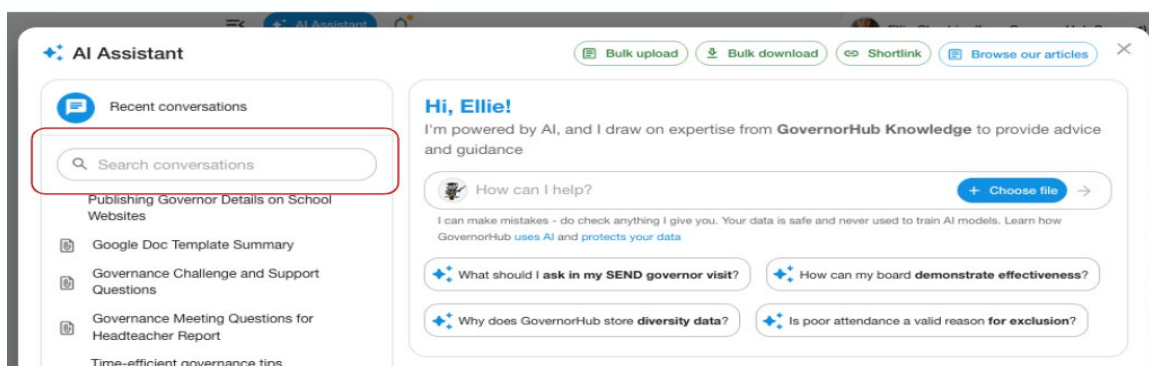 AI Assistant
AI Assistant
Bulk upload
Bulk download
Shortlink
Browse our articles
Recent conversations
Search conversations
Publishing Governor Details on School
Websites
Google Doc Template Summary
Governance Challenge and Support
Questions
Governance Meeting Questions for
Headteacher Report
Time-efficient governance tips
Hi, Ellie!
I'm powered by AI, and I draw on expertise from GovernorHub Knowledge to provide advice
and guidance
How can I help?
+ Choose file
I can make mistakes - do check anything I give you. Your data is safe and never used to train AI models. Learn how
GovernorHub uses AI and protects your data
What should I ask in my SEND governor visit?
How can my board demonstrate effectiveness?
Why does GovernorHub store diversity data?
Is poor attendance a valid reason for exclusion?